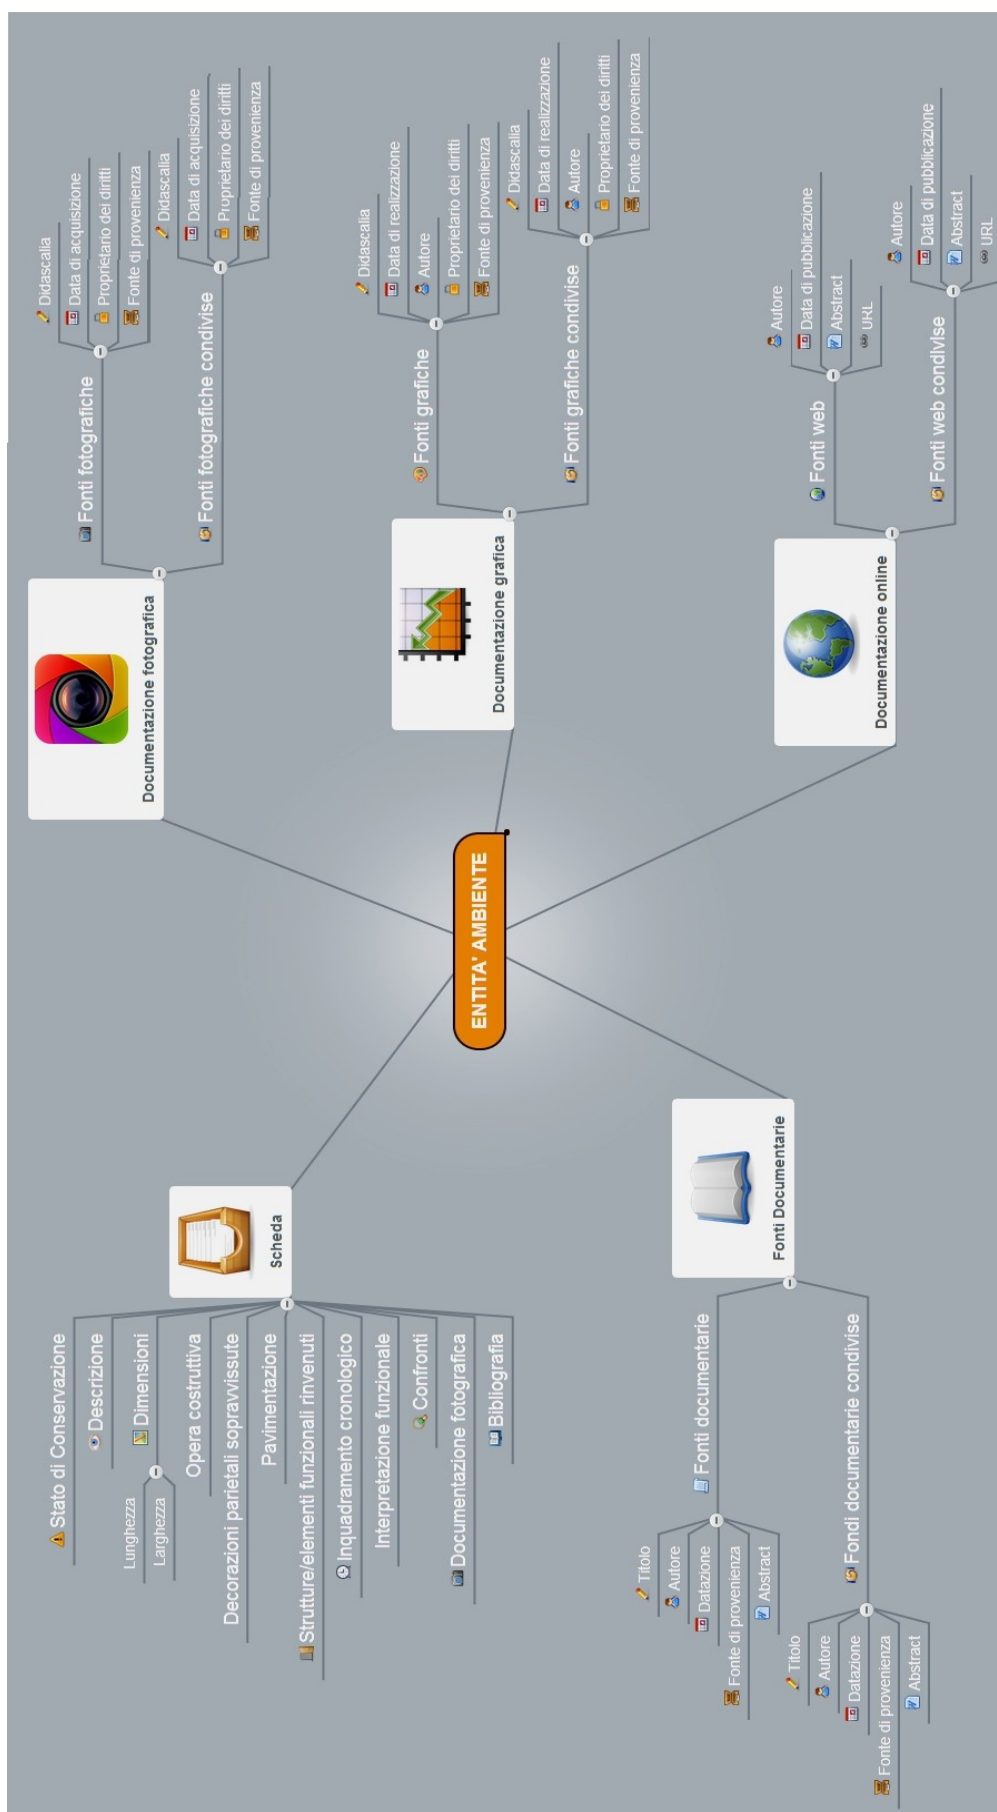 ENTITA' AMBIENTE
Documentazione fotografica
Fonti fotografiche
Didascalia
Data di acquisizione
Proprietario dei diritti
Fonte di provenienza
Fonti fotografiche condivise
Didascalia
Data di acquisizione
Proprietario dei diritti
Fonte di provenienza
Documentazione grafica
Fonti grafiche
Didascalia
Data di realizzazione
Autore
Proprietario dei diritti
Fonte di provenienza
Fonti grafiche condivise
Didascalia
Data di realizzazione
Autore
Proprietario dei diritti
Fonte di provenienza
Documentazione online
Fonti web
Autore
Data di pubblicazione
Abstract
URL
Fonti web condivise
Autore
Data di pubblicazione
Abstract
URL
Scheda
Stato di Conservazione
Descrizione
Dimensioni
Lunghezza
Larghezza
Opera costruttiva
Decorazioni parietali sopravvissute
Pavimentazione
Strutture/elementi funzionali rinvenuti
Inquadramento cronologico
Interpretazione funzionale
Confronti
Documentazione fotografica
Bibliografia
Fonti Documentarie
Fonti documentarie
Titolo
Autore
Datazione
Fonte di provenienza
Abstract
Fondi documentarie condivise
Titolo
Autore
Datazione
Fonte di provenienza
Abstract